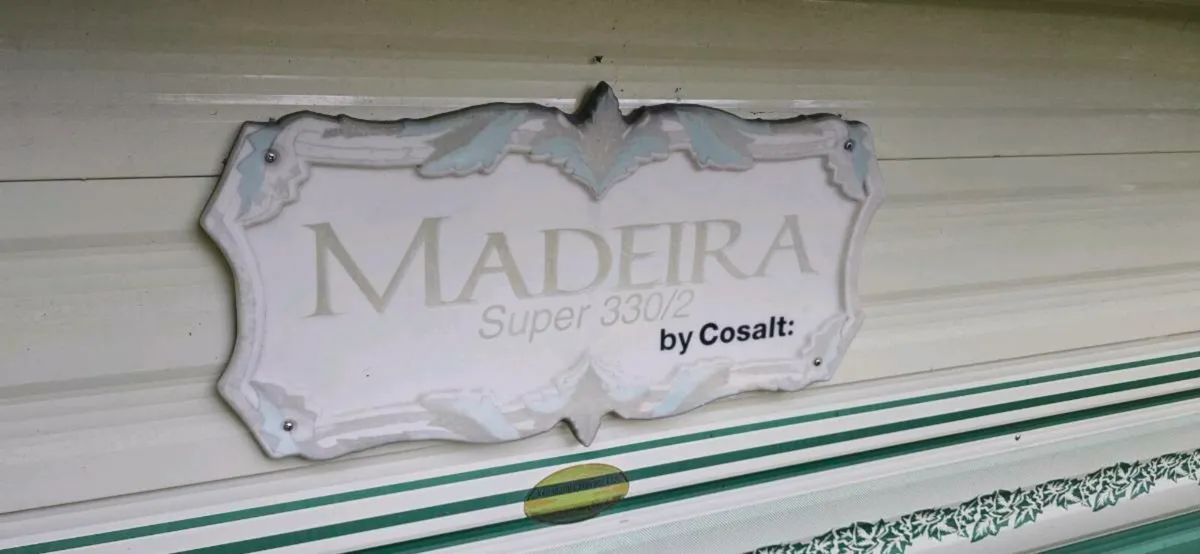 MADEIRA
Super 330/2
by Cosalt: